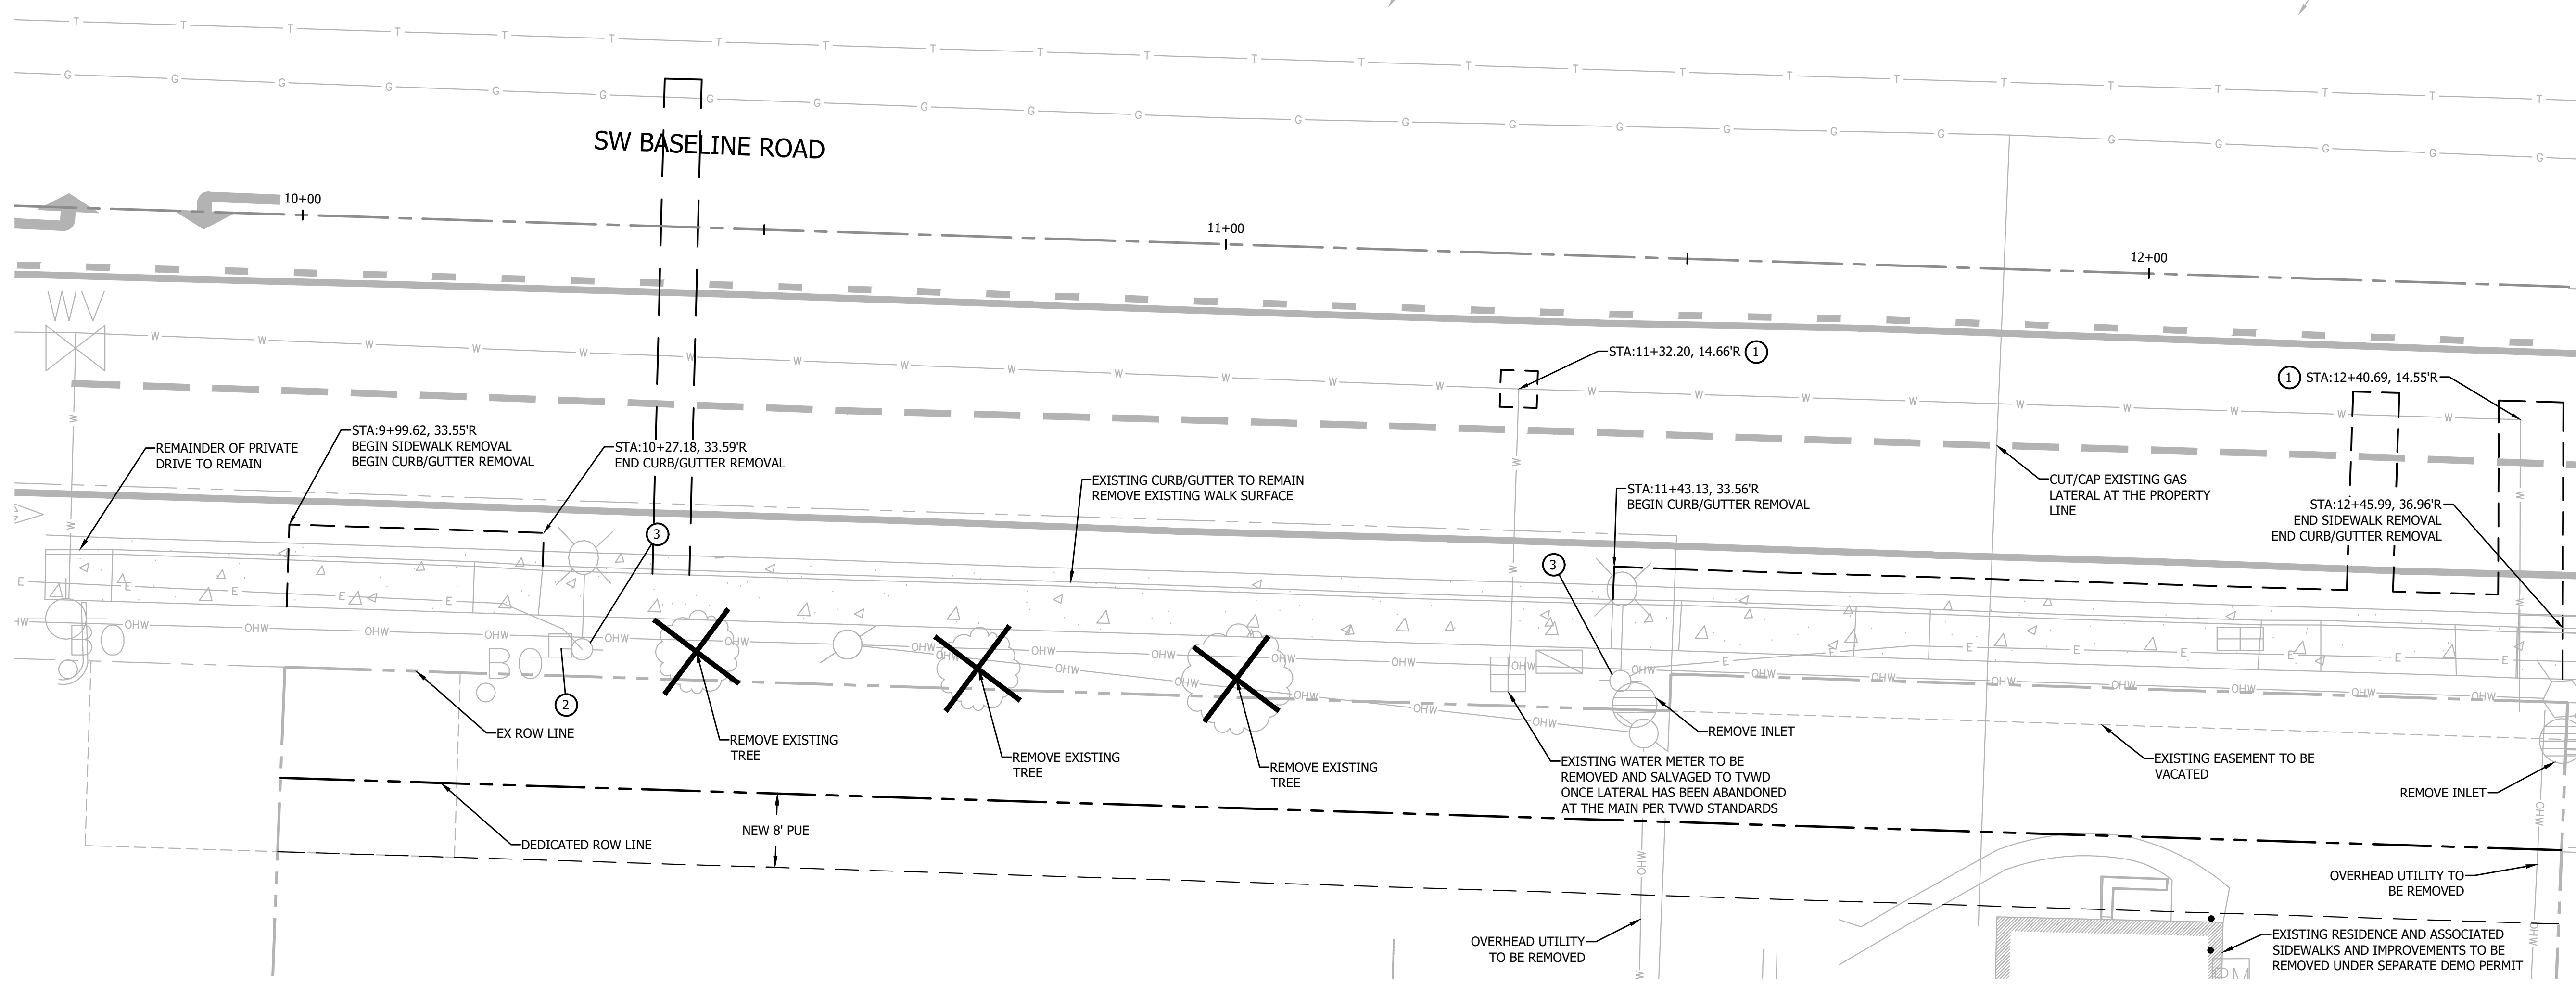 SW BASELINE ROAD
10+00
11+00
12+00
WV
STA:11+32.20, 14.66'R 1
1 STA:12+40.69, 14.55'R
REMAINDER OF PRIVATE
DRIVE TO REMAIN
STA:9+99.62, 33.55'R
BEGIN SIDEWALK REMOVAL
BEGIN CURB/GUTTER REMOVAL
STA:10+27.18, 33.59'R
END CURB/GUTTER REMOVAL
3
EXISTING CURB/GUTTER TO REMAIN
REMOVE EXISTING WALK SURFACE
STA:11+43.13, 33.56'R
BEGIN CURB/GUTTER REMOVAL
3
CUT/CAP EXISTING GAS
LATERAL AT THE PROPERTY
LINE
STA:12+45.99, 36.96'R
END SIDEWALK REMOVAL
END CURB/GUTTER REMOVAL
BO
BO
2
EX ROW LINE
REMOVE EXISTING
TREE
REMOVE EXISTING
TREE
REMOVE EXISTING
TREE
REMOVE INLET
EXISTING WATER METER TO BE
REMOVED AND SALVAGED TO TVWD
ONCE LATERAL HAS BEEN ABANDONED
AT THE MAIN PER TVWD STANDARDS
EXISTING EASEMENT TO BE
VACATED
REMOVE INLET
NEW 8' PUE
DEDICATED ROW LINE
OVERHEAD UTILITY TO
BE REMOVED
OVERHEAD UTILITY
TO BE REMOVED
EXISTING RESIDENCE AND ASSOCIATED
SIDEWALKS AND IMPROVEMENTS TO BE
REMOVED UNDER SEPARATE DEMO PERMIT